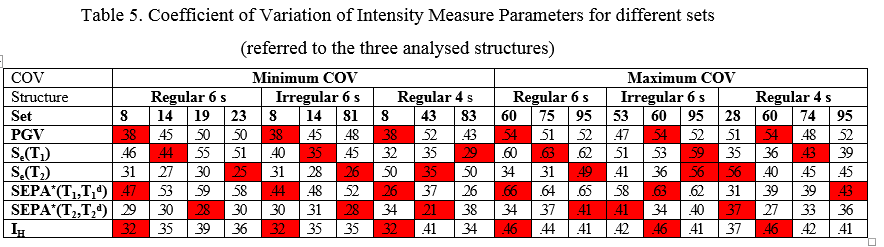 Table 5. Coefficient of Variation of Intensity Measure Parameters for different sets
(referred to the three analysed structures)
COV Minimum COV Maximum COV
Structure Regular 6 s Irregular 6 s Regular 4 s Regular 6 s Irregular 6 s Regular 4 s
Set 8 14 19 23 8 14 81 8 43 83 60 75 95 53 60 95 28 60 74 95
PGV .38 .45 .50 .50 .38 .45 .48 .38 .52 .43 .54 .51 .52 .47 .54 .52 .51 .54 .48 .52
Se(T1) .46 .44 .55 .51 .40 .35 .45 .32 .35 .29 .60 .63 .62 .51 .53 .59 .35 .36 .43 .39
Se(T2) .31 .27 .30 .25 .31 .28 .26 .50 .35 .50 .34 .31 .49 .41 .36 .56 .56 .40 .45 .45
SEPA*(T1,T1d) .47 .53 .59 .58 .44 .48 .52 .26 .37 .26 .66 .64 .65 .58 .63 .62 .31 .39 .39 .43
SEPA*(T2,T2d) .29 .30 .28 .30 .30 .31 .28 .34 .21 .38 .34 .37 .41 .41 .34 .40 .37 .27 .33 .36
IH .32 .35 .39 .36 .32 .35 .35 .32 .41 .34 .46 .44 .41 .42 .46 .41 .37 .46 .42 .41